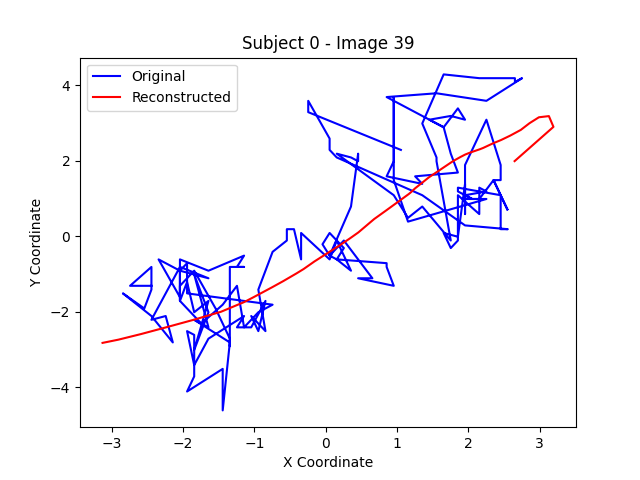 Subject 0 - Image 39
Original
Reconstructed
4
2
0
−2
−4
Y Coordinate
−3 −2 −1 0 1 2 3
X Coordinate